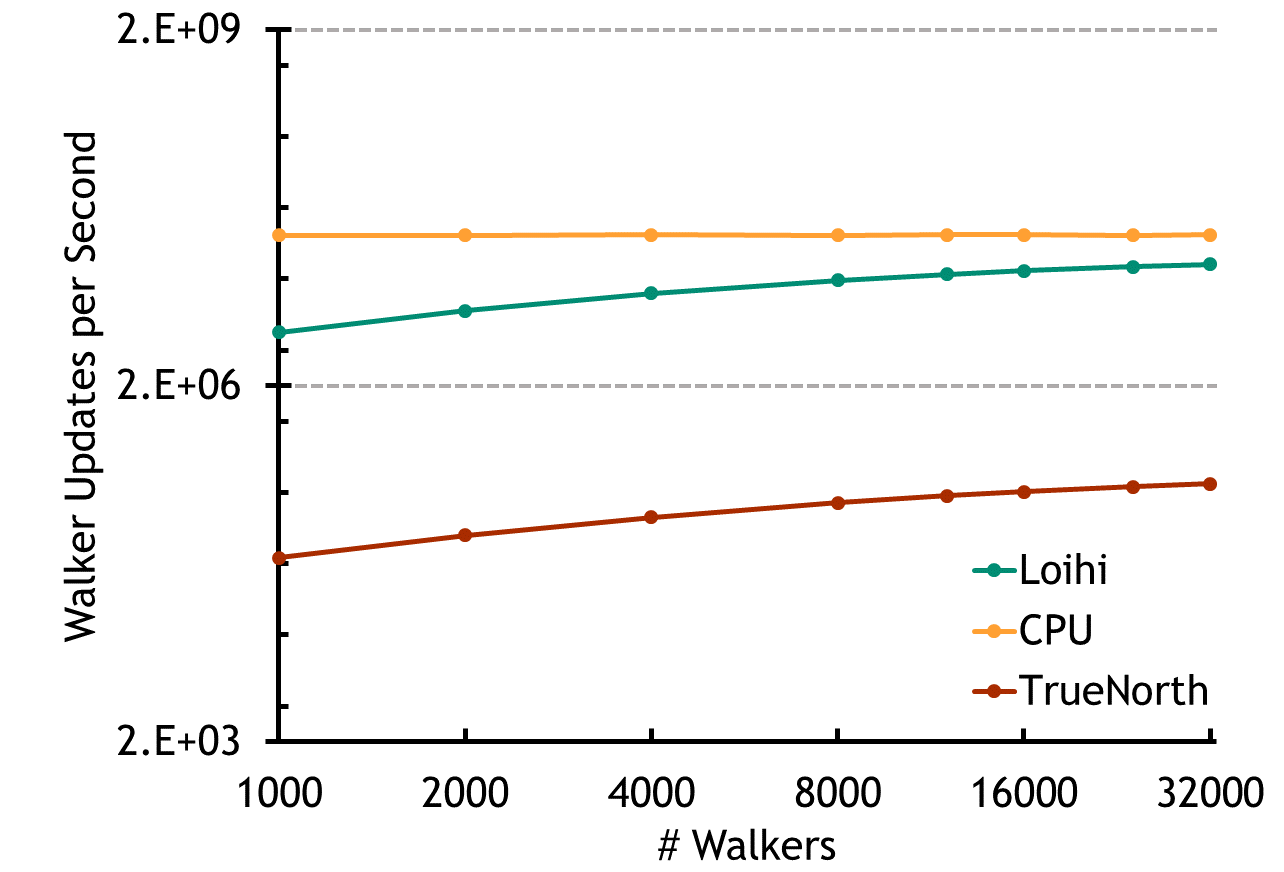 2.E+09
2.E+06
2.E+03
Walker Updates per Second
1000 2000 4000 8000 16000 32000
# Walkers
Loihi
CPU
TrueNorth